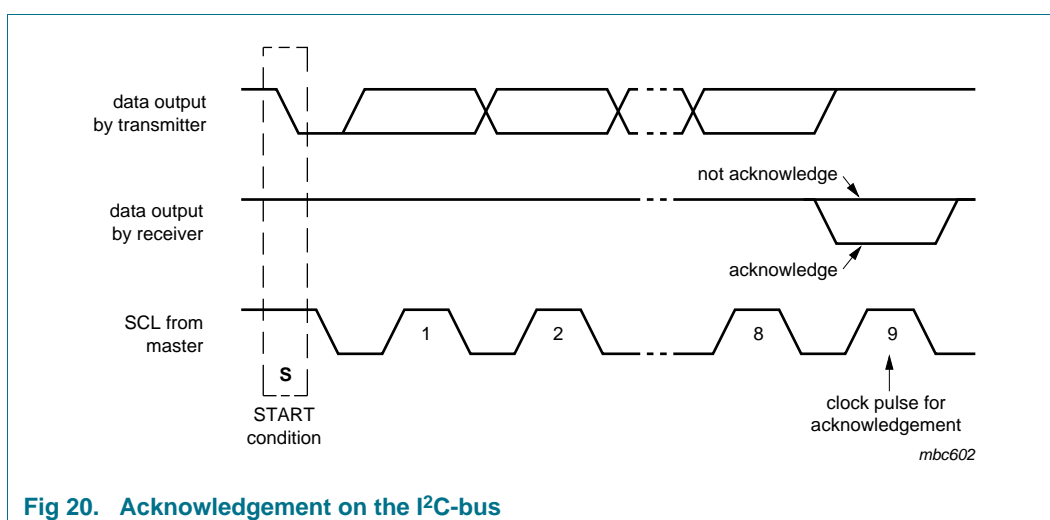 data output
by transmitter
not acknowledge
data output
by receiver
acknowledge
SCL from
master
1
2
8
9
S
START
condition
clock pulse for
acknowledgement
mbc602
Fig 20. Acknowledgement on the I²C-bus